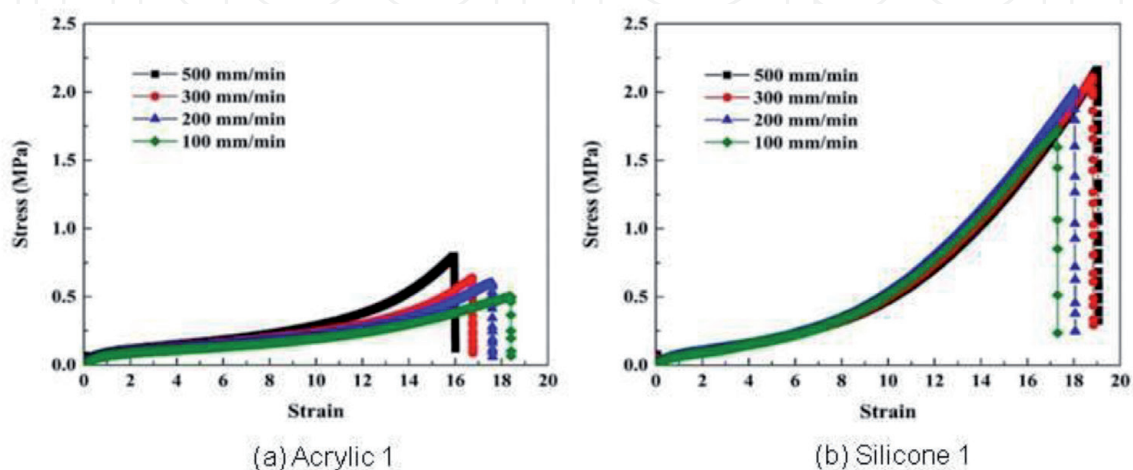 2.5
2.0
1.5
1.0
0.5
0.0
Stress (MPa)
500 mm/min
300 mm/min
200 mm/min
100 mm/min
0 2 4 6 8 10 12 14 16 18 20
Strain
(a) Acrylic 1
2.5
2.0
1.5
1.0
0.5
0.0
Stress (MPa)
500 mm/min
300 mm/min
200 mm/min
100 mm/min
0 2 4 6 8 10 12 14 16 18 20
Strain
(b) Silicone 1